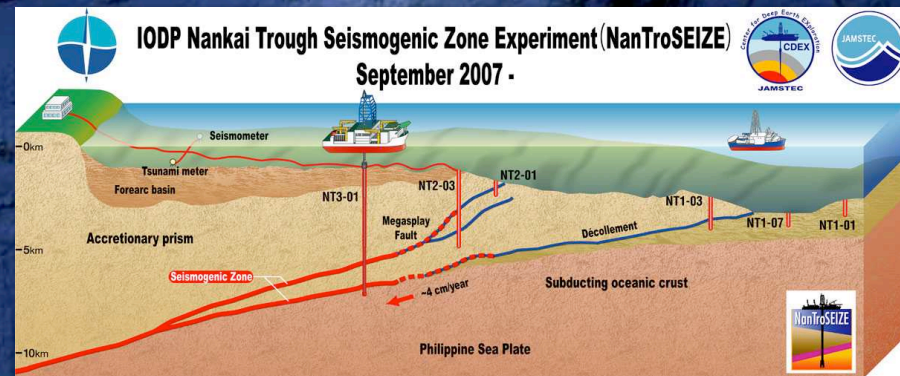 IODP Nankai Trough Seismogenic Zone Experiment(NanTroSEIZE)
September 2007 -
Center for Deep Earth EXploration
CDEX
JAMSTEC
JAMSTEC
0km
Seismometer
Tsunami meter
Forearc basin
NT3-01
NT2-03
NT2-01
NT1-03
NT1-07
NT1-01
Megasplay
Fault
Décollement
Accretionary prism
5km
Seismogenic Zone
~4 cm/year
Subducting oceanic crust
NanTroSEIZE
Philippine Sea Plate
10km